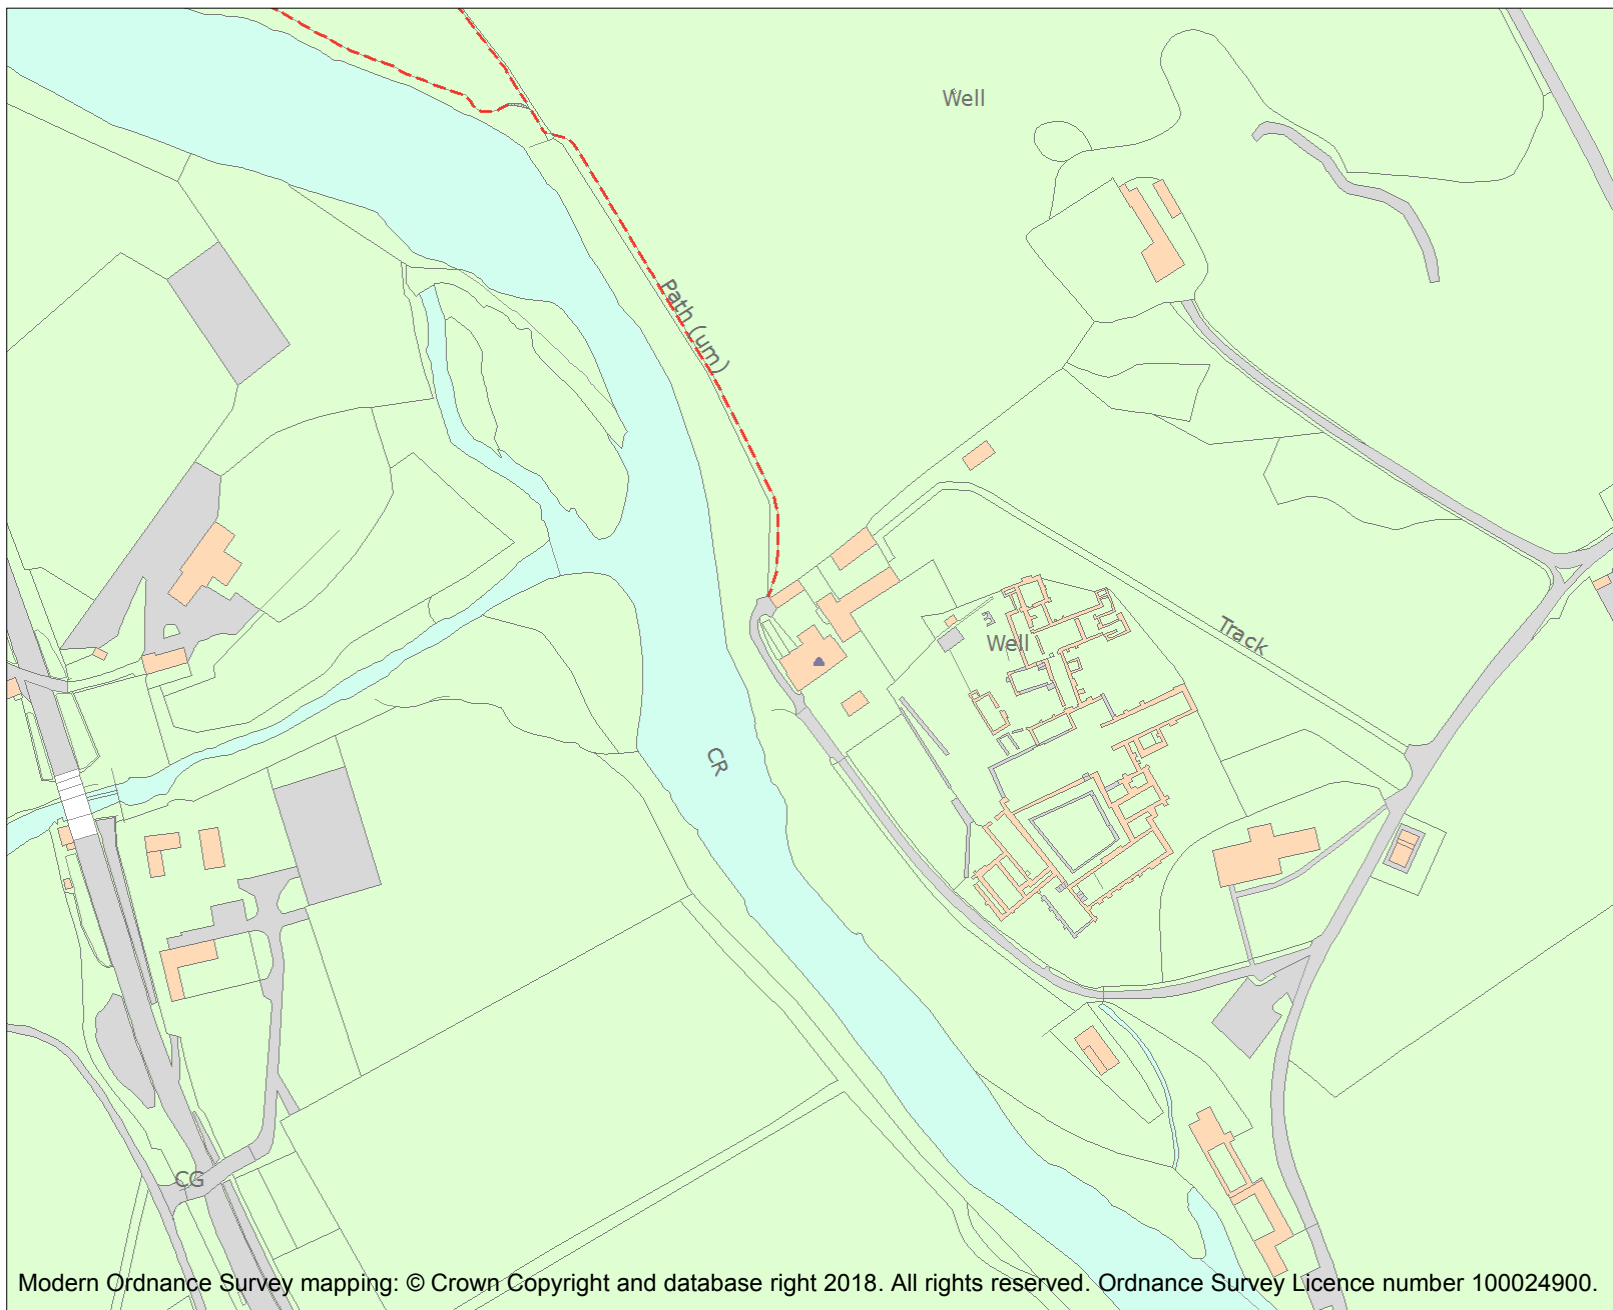 Well
Path (um)
Well
Track
CR
CG
Modern Ordnance Survey mapping: © Crown Copyright and database right 2018. All rights reserved. Ordnance Survey Licence number 100024900.